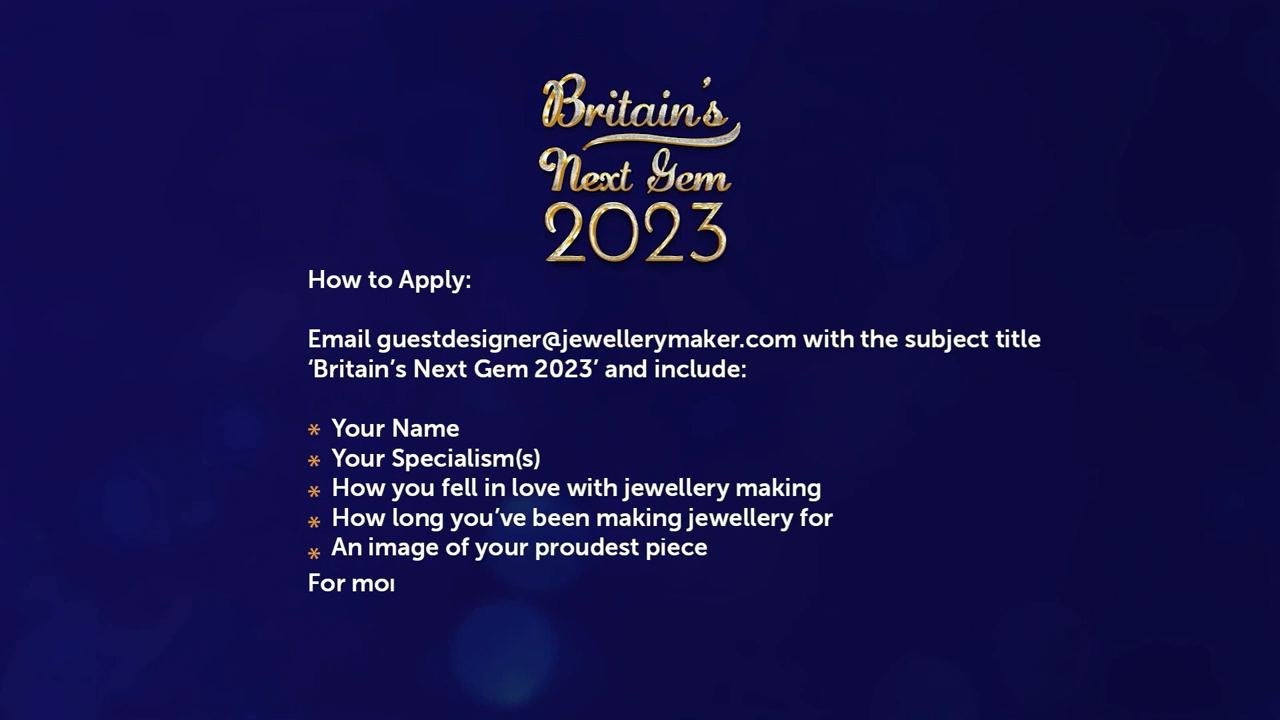 Britain's
Next Gem
2023
How to Apply:
Email guestdesigner@jewellerymaker.com with the subject title
‘Britain’s Next Gem 2023’ and include:
* Your Name
* Your Specialism(s)
* How you fell in love with jewellery making
* How long you’ve been making jewellery for
* An image of your proudest piece
For